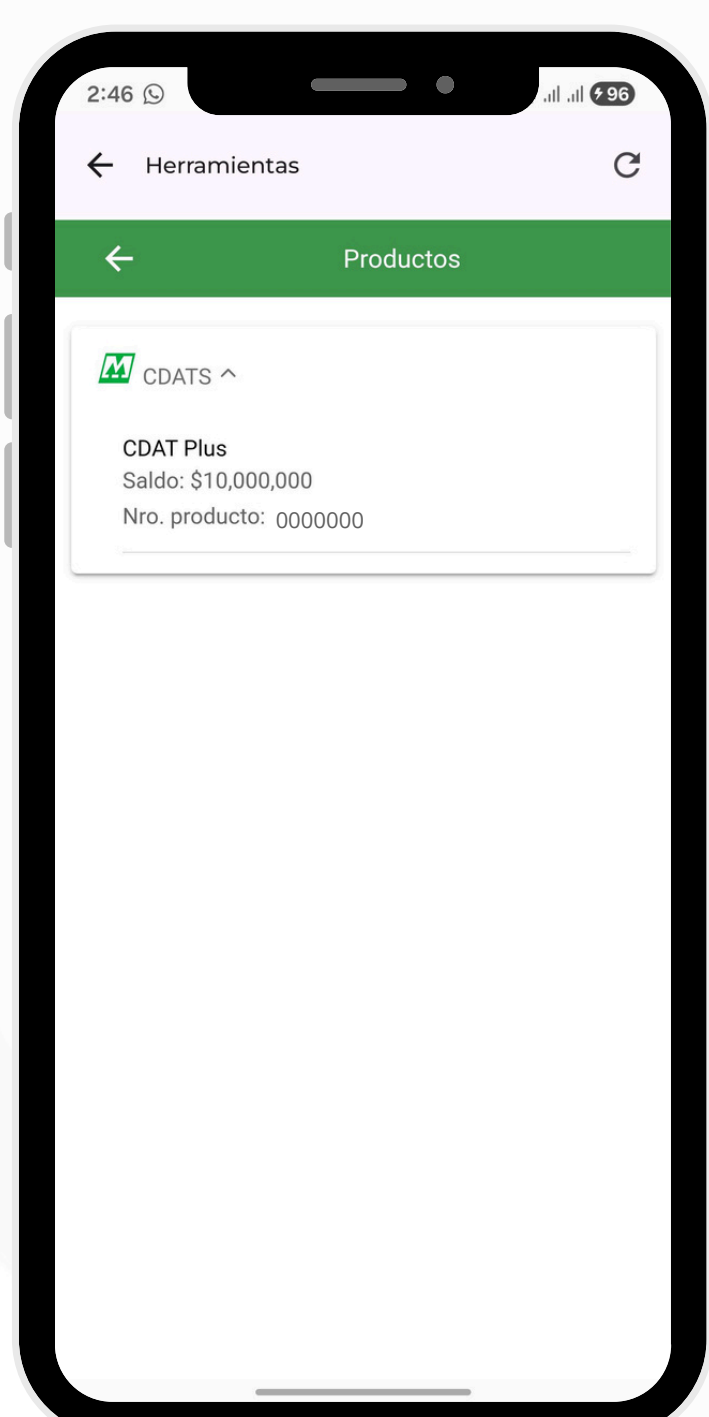 2:46 96
Herramientas
Productos
M CDATS
CDAT Plus
Saldo: $10,000,000
Nro. producto: 0000000